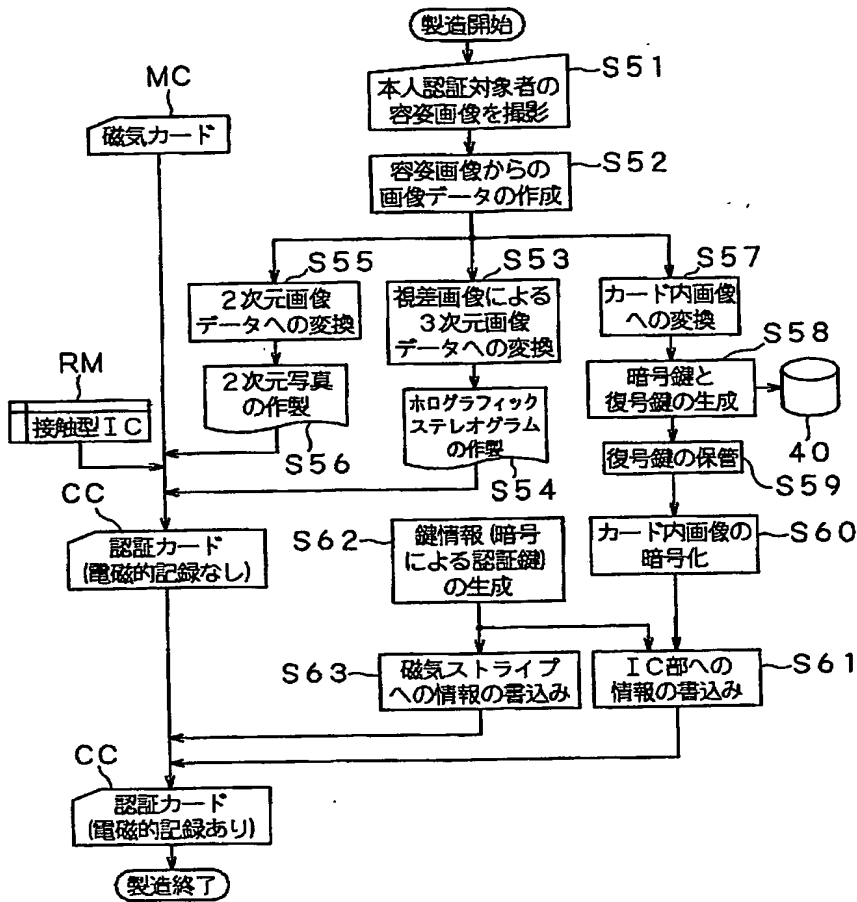 製造開始
S51
本人認証対象者の
容姿画像を撮影
MC
磁気カード
S52
容姿画像からの
画像データの作成
S55
2次元画像
データへの変換
S53
視差画像による
3次元画像
データへの変換
S57
カード内画像
への変換
S58
暗号鍵と
復号鍵の生成
40
RM
接触型IC
2次元写真
の作製
S56
ホログラフィック
ステレオグラム
の作製
S54
復号鍵の保管
S59
CC
認証カード
(電磁的記録なし)
S62
鍵情報(暗号
による認証鍵)
の生成
カード内画像の
暗号化
S60
S63
磁気ストライプ
への情報の書込み
IC部への
情報の書込み
S61
CC
認証カード
(電磁的記録あり)
製造終了